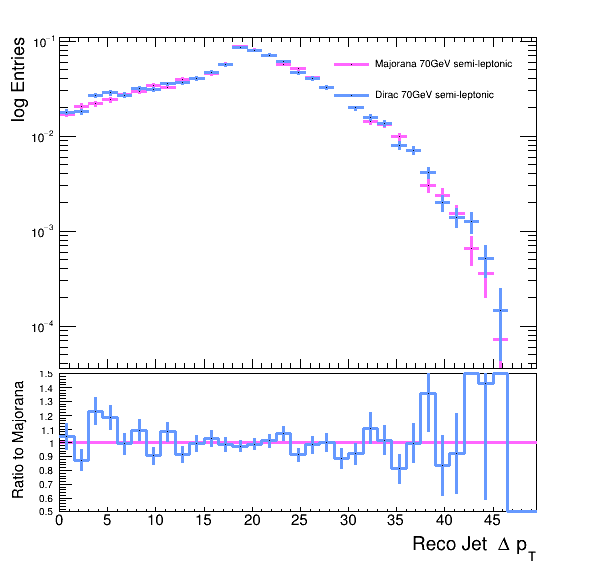 log Entries
10⁻¹
10⁻²
10⁻³
10⁻⁴
Majorana 70GeV semi-leptonic
Dirac 70GeV semi-leptonic
Ratio to Majorana
1.5
1.4
1.3
1.2
1.1
1
0.9
0.8
0.7
0.6
0.5
0 5 10 15 20 25 30 35 40 45
Reco Jet Δ p_T